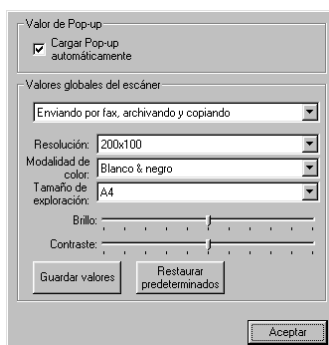 Valor de Pop-up
Cargar Pop-up
automáticamente
Valores globales del escáner
Enviando por fax, archivando y copiando
Resolución: 200x100
Modalidad de
color: Blanco & negro
Tamaño de
exploración: A4
Brillo:
Contraste:
Guardar valores
Restaurar
predeterminados
Aceptar